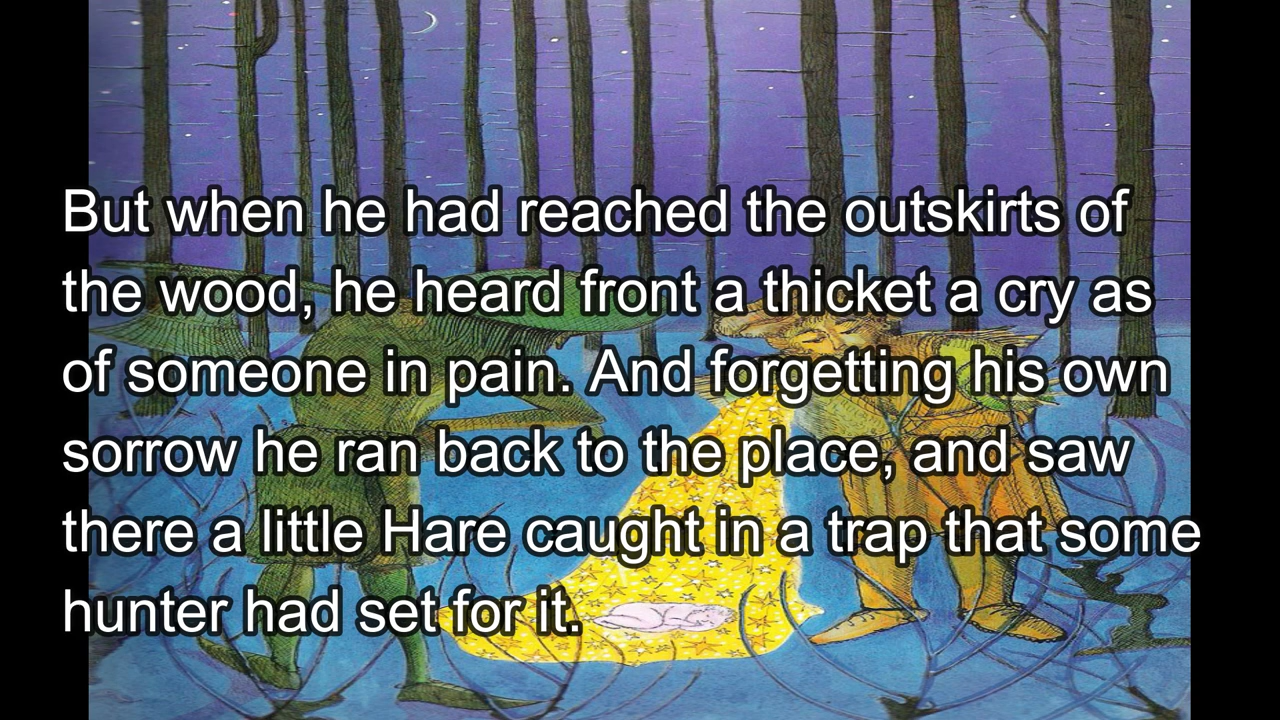 But when he had reached the outskirts of
the wood, he heard front a thicket a cry as
of someone in pain. And forgetting his own
sorrow he ran back to the place, and saw
there a little Hare caught in a trap that some
hunter had set for it.